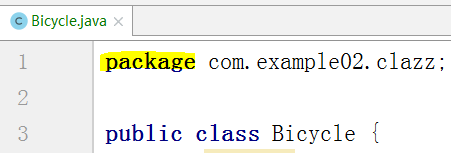 Bicycle.java
1 package com.example02.clazz;
2
3 public class Bicycle {